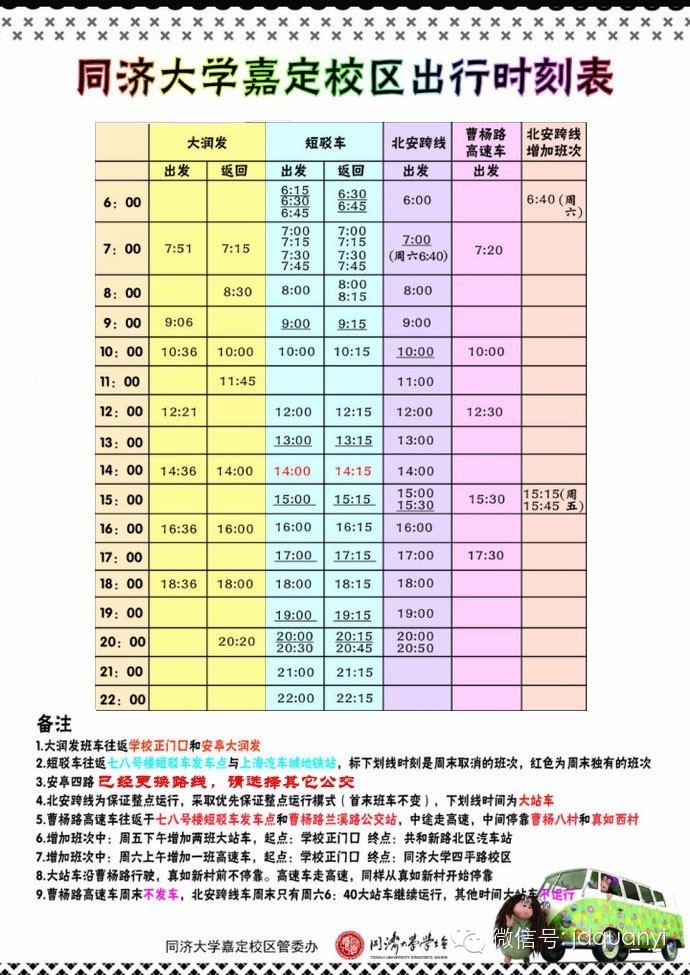 同济大学嘉定校区出行时刻表
大润发 短驳车 北安跨线 曹杨路高速车 北安跨线增加班次
出发 返回 出发 返回 出发 出发
6：00 6:15 6:30 6:45 6:30 6:45 6:00 6:40 (周六)
7：00 7:51 7:15 7:00 7:15 7:30 7:45 7:00 7:15 7:30 7:45 7:00 (周六6:40) 7:20
8：00 8:30 8:00 8:00 8:15 8:00
9：00 9:06 9:00 9:15 9:00
10：00 10:36 10:00 10:00 10:15 10:00 10:00
11：00 11:45 11:00
12：00 12:21 12:00 12:15 12:00 12:30
13：00 13:00 13:15 13:00
14：00 14:36 14:00 14:00 14:15 14:00
15：00 15:00 15:15 15:00 15:30 15:30 15:15 15:45 (周五)
16：00 16:36 16:00 16:00 16:15 16:00
17：00 17:00 17:15 17:00 17:30
18：00 18:36 18:00 18:00 18:15 18:00
19：00 19:00 19:15 19:00
20：00 20:20 20:00 20:30 20:15 20:45 20:00 20:50
21：00 21:00 21:15
22：00 22:00 22:15
备注
1.大润发班车往返学校正门口和安亭大润发
2.短驳车往返七八号楼短驳车发车点与上海汽车城地铁站，标下划线时刻是周末取消的班次，红色为周末独有的班次
3.安亭四路已经更换路线，请选择其它公交
4.北安跨线为保证整点运行，采取优先保证整点运行模式（首末班车不变），下划线时间为大站车
5.曹杨路高速车往返于七八号楼短驳车发车点和曹杨路兰溪路公交站，中途走高速，中间停靠曹杨八村和真如西村
6.增加班次中：周五下午增加两班大站车，起点：学校正门口 终点：共和新路北区汽车站
7.增加班次中：周六上午增加一班高速车，起点：学校正门口 终点：同济大学四平路校区
8.大站车沿曹杨路行驶，真如新村前不停靠。高速车走高速，同样从真如新村开始停靠
9.曹杨路高速车周末不发车，北安跨线车周末只有周六6：40大站车继续运行，其他时间大站车不运行
同济大学嘉定校区管委办 同济大学学生会
TONGJI UNIVERSITY STUDENTS' UNION
微信号: jdquanyi